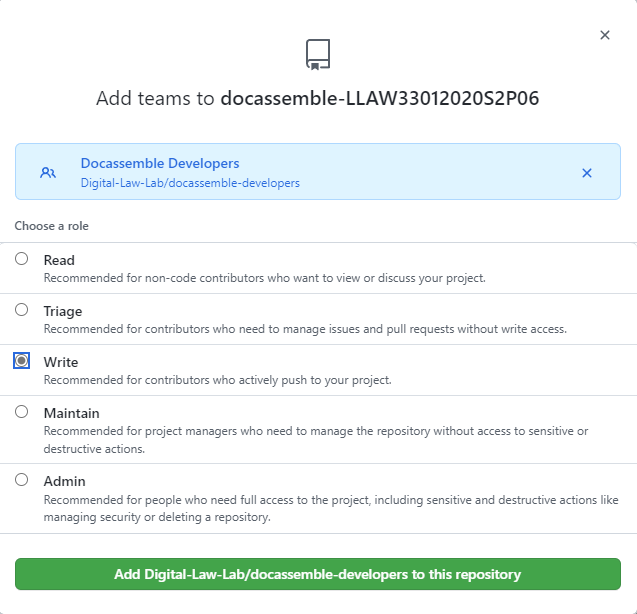 Add teams to docassemble-LLAW33012020S2P06
Docassemble Developers
Digital-Law-Lab/docassemble-developers
Choose a role
Read
Recommended for non-code contributors who want to view or discuss your project.
Triage
Recommended for contributors who need to manage issues and pull requests without write access.
Write
Recommended for contributors who actively push to your project.
Maintain
Recommended for project managers who need to manage the repository without access to sensitive or
destructive actions.
Admin
Recommended for people who need full access to the project, including sensitive and destructive actions like
managing security or deleting a repository.
Add Digital-Law-Lab/docassemble-developers to this repository